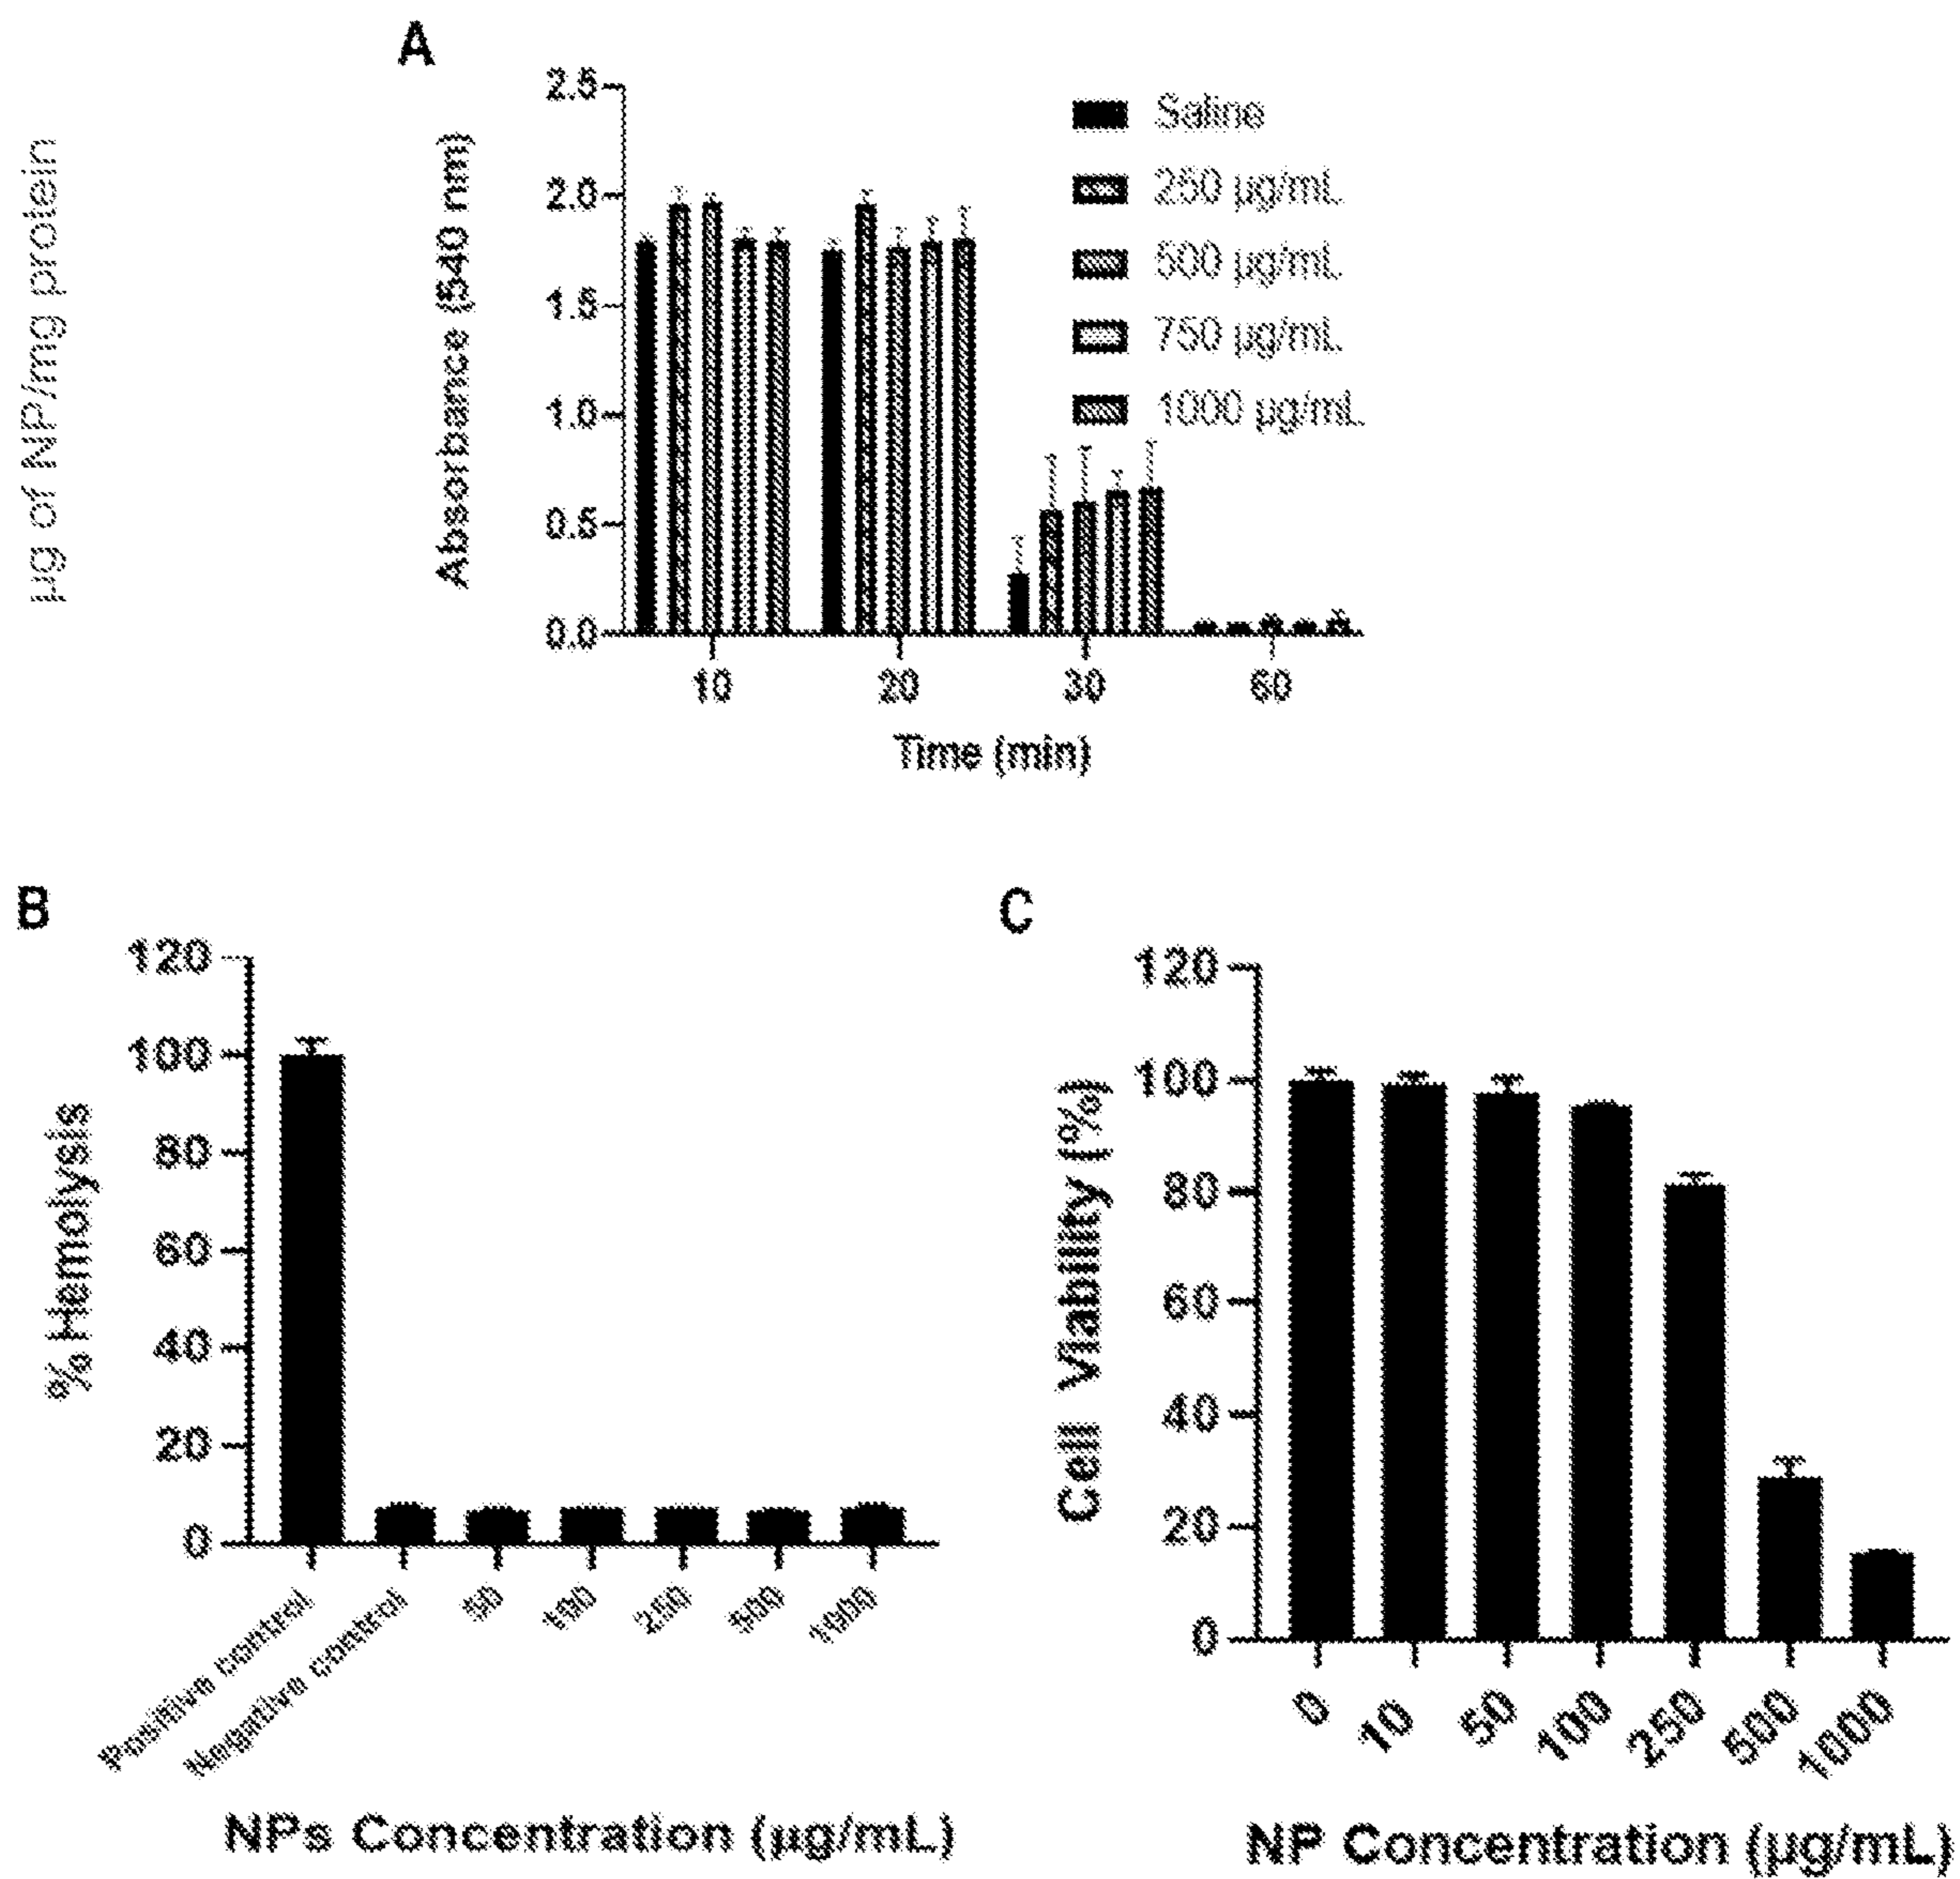 µg of NP/mg protein
A
Absorbance (540 nm)
2.5
2.0
1.5
1.0
0.5
0.0
Saline
250 µg/mL
500 µg/mL
750 µg/mL
1000 µg/mL
10 20 30 60
Time (min)
B
% Hemolysis
120
100
80
60
40
20
0
Positive control Negative control 50 100 250 500 1000
NPs Concentration (µg/mL)
C
Cell Viability (%)
120
100
80
60
40
20
0
0 10 50 100 250 500 1000
NP Concentration (µg/mL)